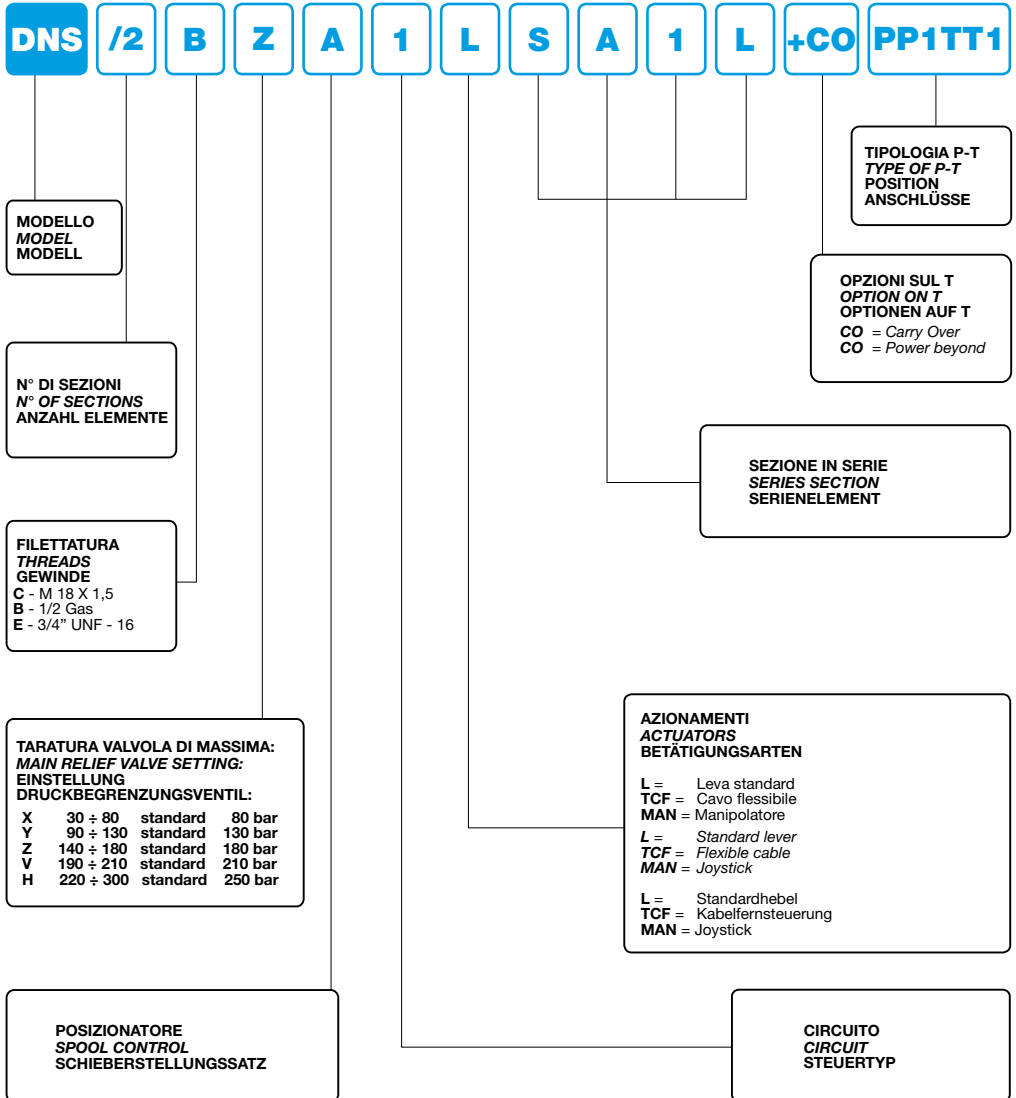 DNS /2 B Z A 1 L S A 1 L +CO PP1TT1
TIPOLOGIA P-T
TYPE OF P-T
POSITION
ANSCHLÜSSE
MODELLO
MODEL
MODELL
OPZIONI SUL T
OPTION ON T
OPTIONEN AUF T
CO = Carry Over
CO = Power beyond
N° DI SEZIONI
N° OF SECTIONS
ANZAHL ELEMENTE
SEZIONE IN SERIE
SERIES SECTION
SERIENELEMENT
FILETTATURA
THREADS
GEWINDE
C - M 18 X 1,5
B - 1/2 Gas
E - 3/4” UNF - 16
TARATURA VALVOLA DI MASSIMA:
MAIN RELIEF VALVE SETTING:
EINSTELLUNG
DRUCKBEGRENZUNGSVENTIL:
X 30 ÷ 80 standard 80 bar
Y 90 ÷ 130 standard 130 bar
Z 140 ÷ 180 standard 180 bar
V 190 ÷ 210 standard 210 bar
H 220 ÷ 300 standard 250 bar
AZIONAMENTI
ACTUATORS
BETÄTIGUNGSARTEN
L = Leva standard
TCF = Cavo flessibile
MAN = Manipolatore
L = Standard lever
TCF = Flexible cable
MAN = Joystick
L = Standardhebel
TCF = Kabelfernsteuerung
MAN = Joystick
POSIZIONATORE
SPOOL CONTROL
SCHIEBERSTELLUNGSSATZ
CIRCUITO
CIRCUIT
STEUERTYP